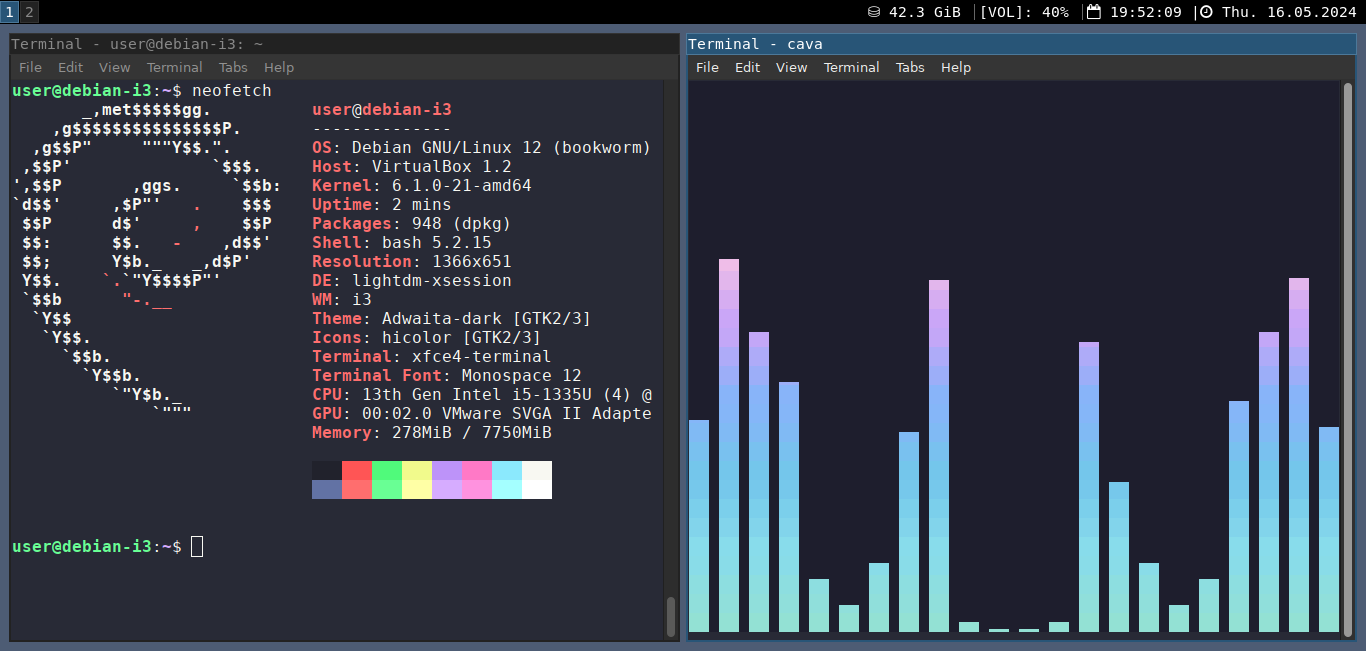 1 2 42.3 GiB |[VOL]: 40% | 19:52:09 | Thu. 16.05.2024
Terminal - user@debian-i3: ~
File Edit View Terminal Tabs Help
user@debian-i3:~$ neofetch
       _,met$$$$$gg.          user@debian-i3
    ,g$$$$$$$$$$$$$$$P.       --------------
  ,g$$P"     """Y$$.".        OS: Debian GNU/Linux 12 (bookworm)
 ,$$P'              `$$$.     Host: VirtualBox 1.2
',$$P       ,ggs.     `$$b:   Kernel: 6.1.0-21-amd64
`d$$'     ,$P"'   .    $$$    Uptime: 2 mins
 $$P      d$'     ,    $$P    Packages: 948 (dpkg)
 $$:      $$.   -    ,d$$'    Shell: bash 5.2.15
 $$;      Y$b._   _,d$P'      Resolution: 1366x651
 Y$$.    `.`"Y$$$$P"'         DE: lightdm-xsession
 `$$b      "-.__              WM: i3
  `Y$$                        Theme: Adwaita-dark [GTK2/3]
   `Y$$.                      Icons: hicolor [GTK2/3]
     `$$b.                    Terminal: xfce4-terminal
       `Y$$b.                 Terminal Font: Monospace 12
          `"Y$b._             CPU: 13th Gen Intel i5-1335U (4) @
              `"""            GPU: 00:02.0 VMware SVGA II Adapte
                              Memory: 278MiB / 7750MiB
user@debian-i3:~$
Terminal - cava
File Edit View Terminal Tabs Help